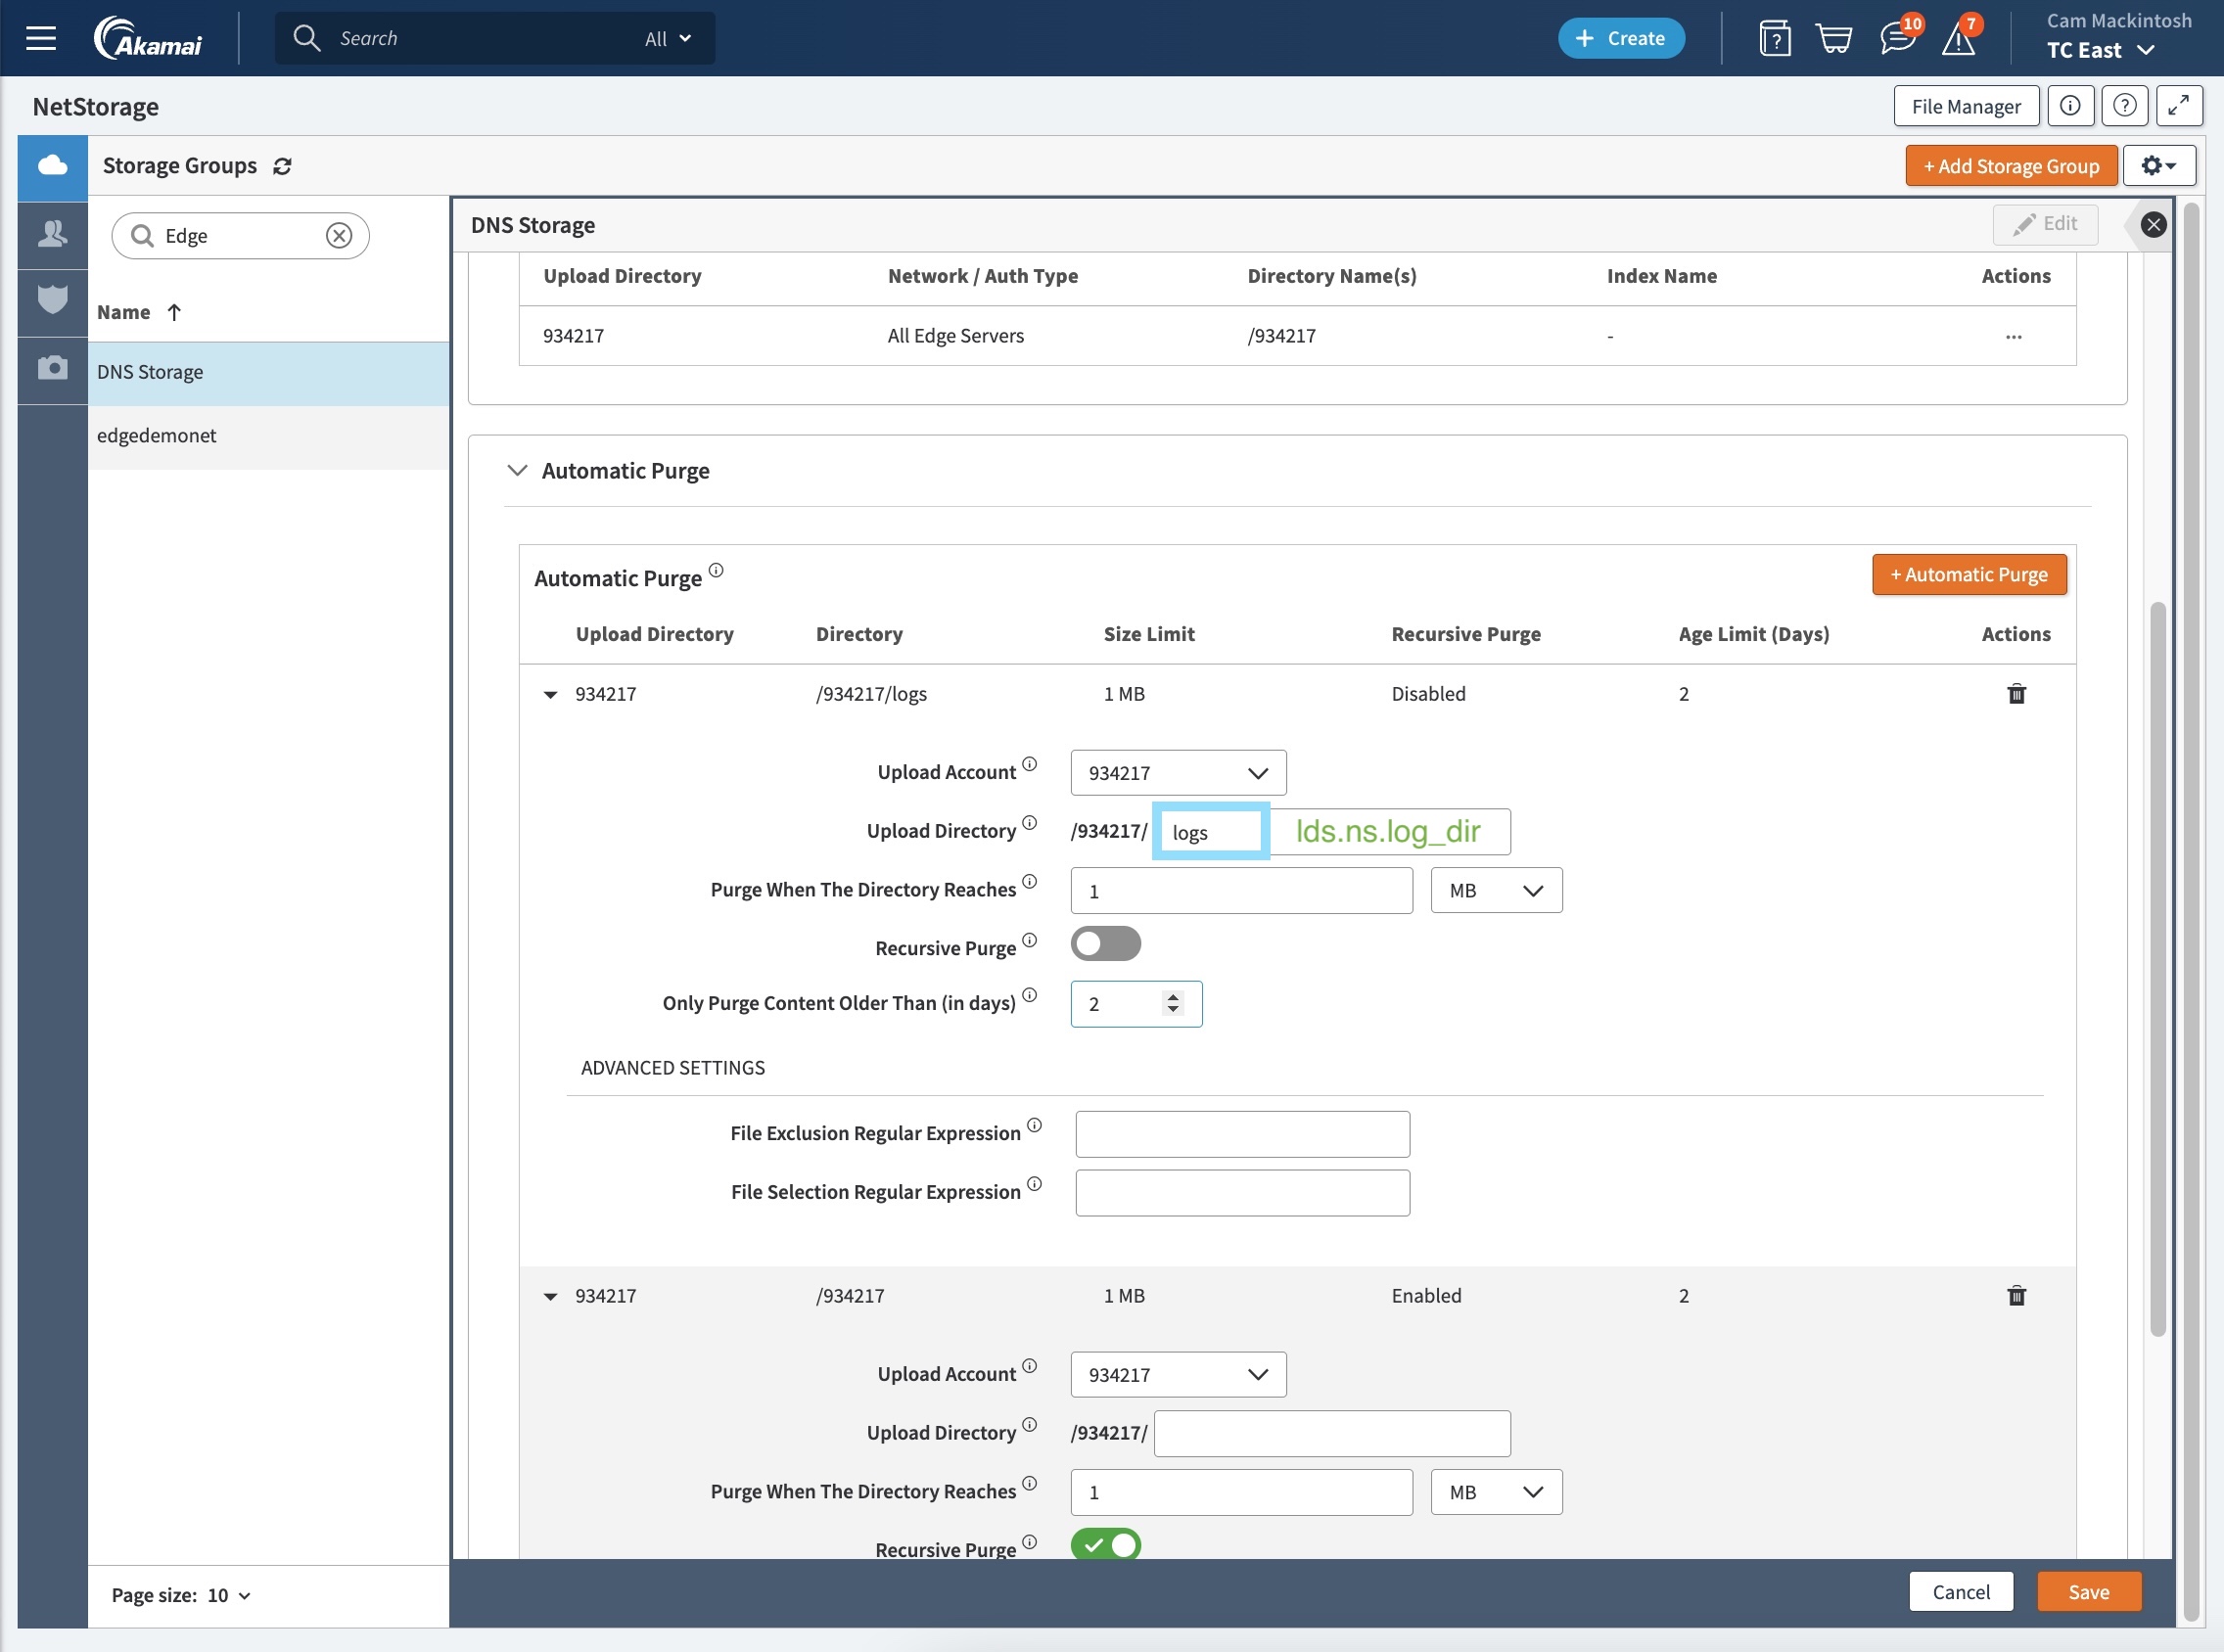 Akamai
Search
All
+ Create
10
7
Cam Mackintosh
TC East
NetStorage
File Manager
Storage Groups
+ Add Storage Group
Edge
Name
DNS Storage
edgedemonet
Page size: 10
DNS Storage
Edit
Upload Directory Network / Auth Type Directory Name(s) Index Name Actions
934217 All Edge Servers /934217 - ...
Automatic Purge
Automatic Purge
+ Automatic Purge
Upload Directory Directory Size Limit Recursive Purge Age Limit (Days) Actions
934217 /934217/logs 1 MB Disabled 2
Upload Account 934217
Upload Directory /934217/ logs lds.ns.log_dir
Purge When The Directory Reaches 1 MB
Recursive Purge
Only Purge Content Older Than (in days) 2
ADVANCED SETTINGS
File Exclusion Regular Expression
File Selection Regular Expression
934217 /934217 1 MB Enabled 2
Upload Account 934217
Upload Directory /934217/
Purge When The Directory Reaches 1 MB
Recursive Purge
Cancel
Save